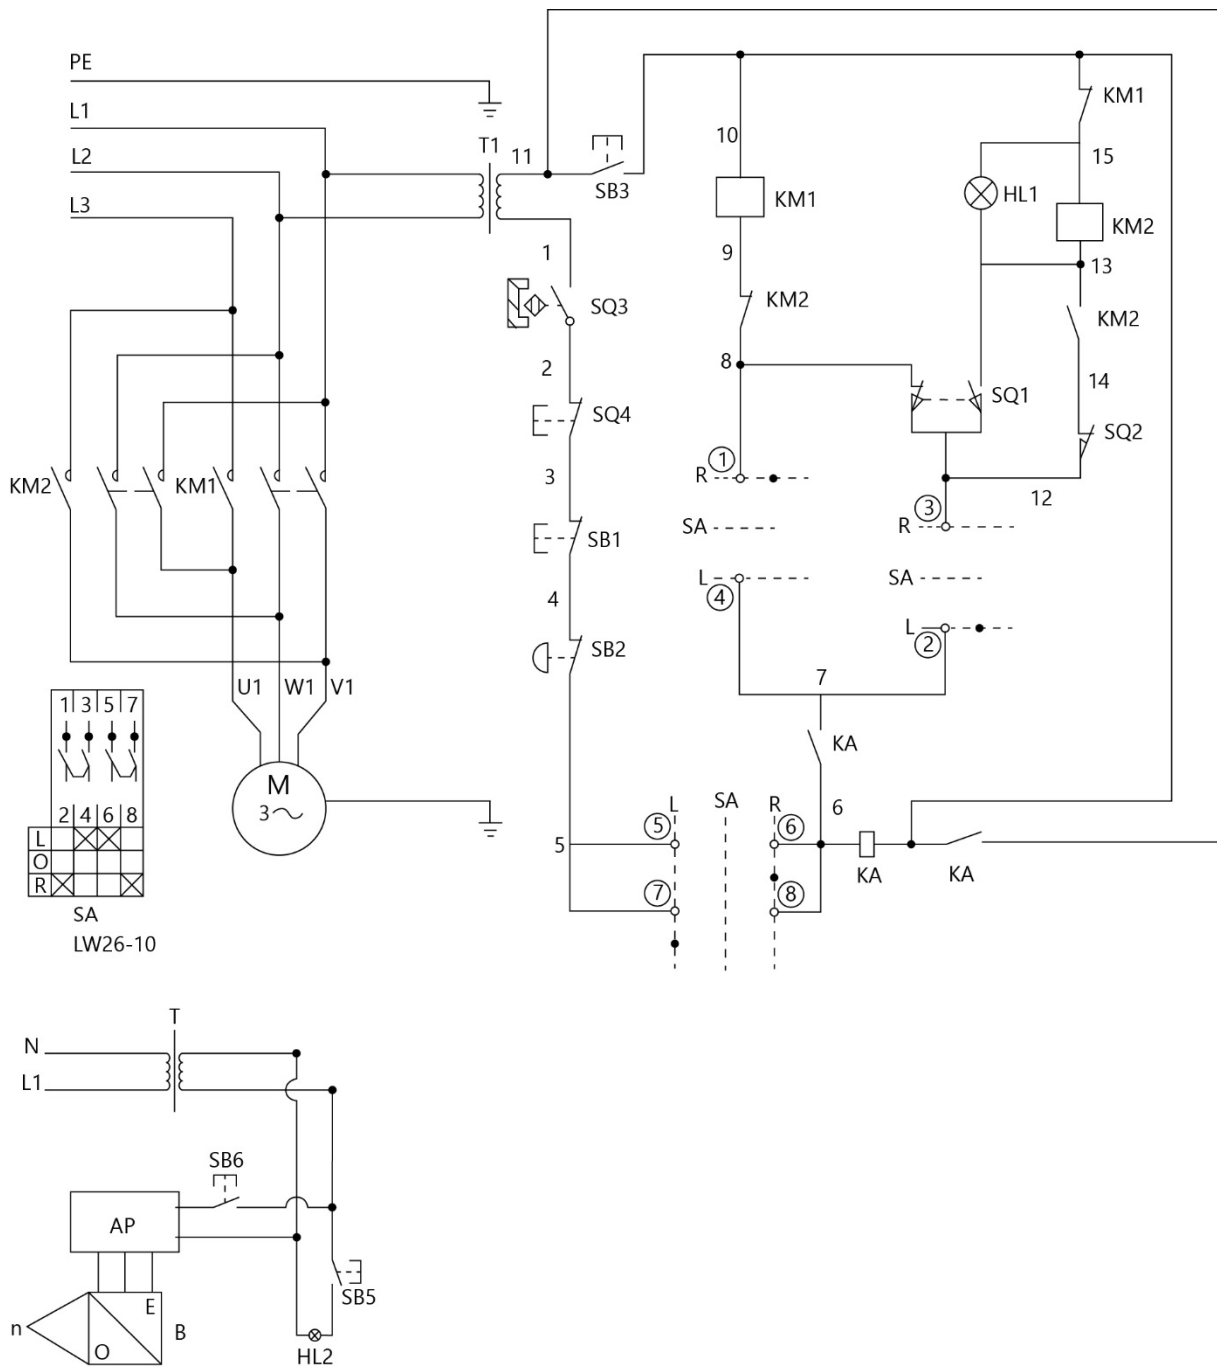 PE
L1
L2
L3
T1
11
SB3
10
KM1
9
KM2
8
KM1
15
HL1
KM2
13
KM2
14
SQ1
SQ2
12
1
SQ3
2
SQ4
3
SB1
4
SB2
KM2
KM1
R ①
SA
L ④
R ③
SA
L ②
7
KA
6
U1 W1 V1
M
3～
1 3 5 7
2 4 6 8
L
O
R
SA
LW26-10
5
L SA R
⑤ ⑥
⑦ ⑧
KA KA
T
N
L1
SB6
AP
SB5
E
n B
O
HL2